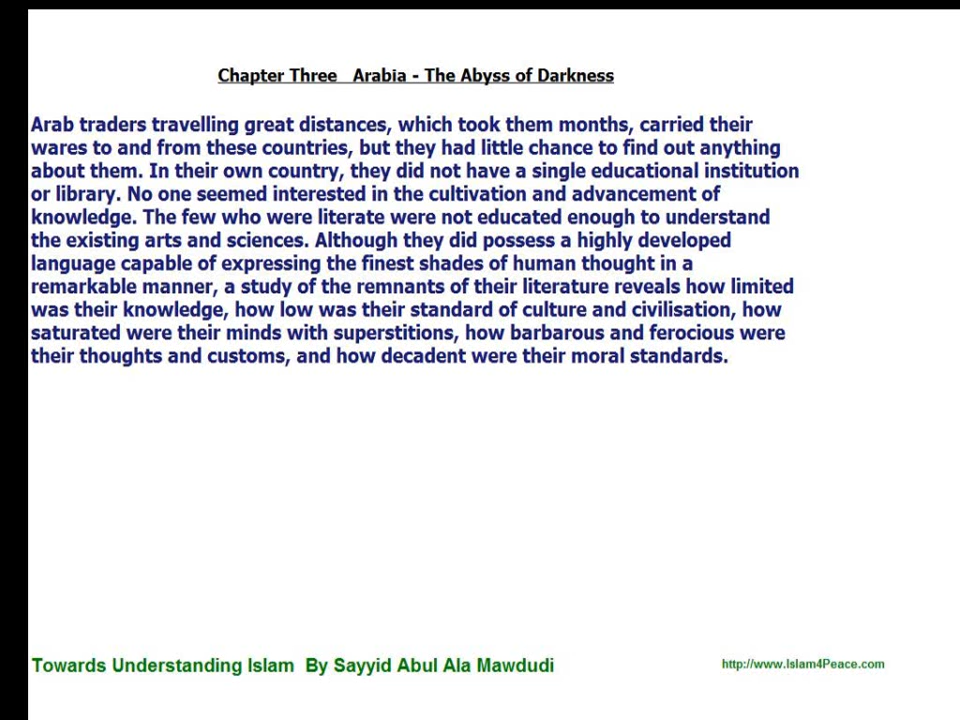 Chapter Three   Arabia - The Abyss of Darkness
Arab traders travelling great distances, which took them months, carried their
wares to and from these countries, but they had little chance to find out anything
about them. In their own country, they did not have a single educational institution
or library. No one seemed interested in the cultivation and advancement of
knowledge. The few who were literate were not educated enough to understand
the existing arts and sciences. Although they did possess a highly developed
language capable of expressing the finest shades of human thought in a
remarkable manner, a study of the remnants of their literature reveals how limited
was their knowledge, how low was their standard of culture and civilisation, how
saturated were their minds with superstitions, how barbarous and ferocious were
their thoughts and customs, and how decadent were their moral standards.
Towards Understanding Islam  By Sayyid Abul Ala Mawdudi
http://www.Islam4Peace.com